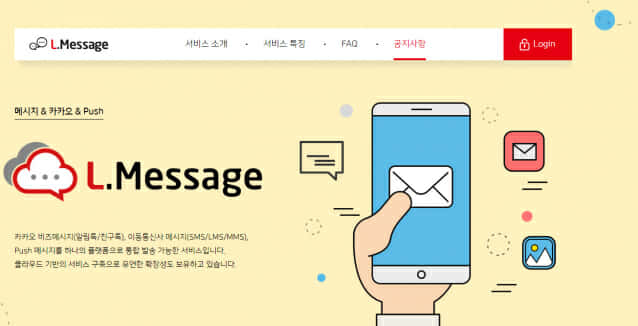 L.Message
서비스 소개 • 서비스 특징 • FAQ • 공지사항
Login
메시지 & 카카오 & Push
L.Message
카카오 비즈메시지(알림톡/친구톡), 이동통신사 메시지(SMS/LMS/MMS),
Push 메시지를 하나의 플랫폼으로 통합 발송 가능한 서비스입니다.
클라우드 기반의 서비스 구축으로 유연한 확장성도 보유하고 있습니다.